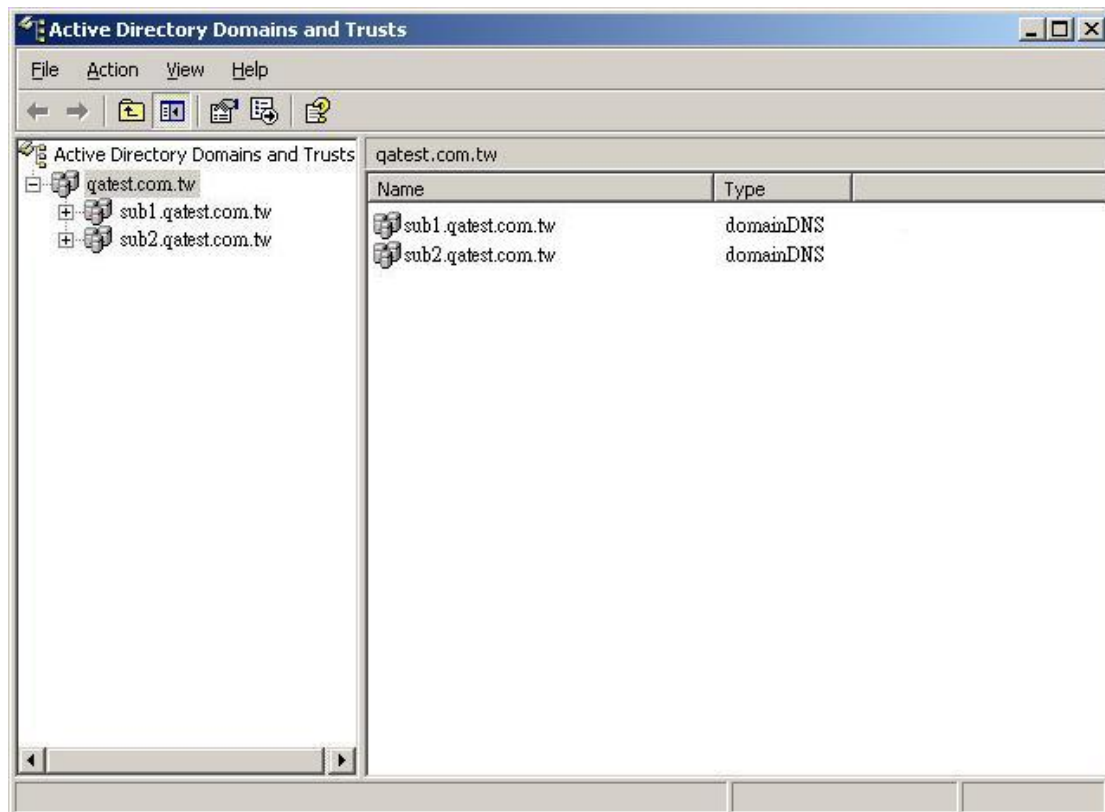 Active Directory Domains and Trusts
File Action View Help
Active Directory Domains and Trusts
qatest.com.tw
sub1.qatest.com.tw
sub2.qatest.com.tw
qatest.com.tw
Name Type
sub1.qatest.com.tw domainDNS
sub2.qatest.com.tw domainDNS